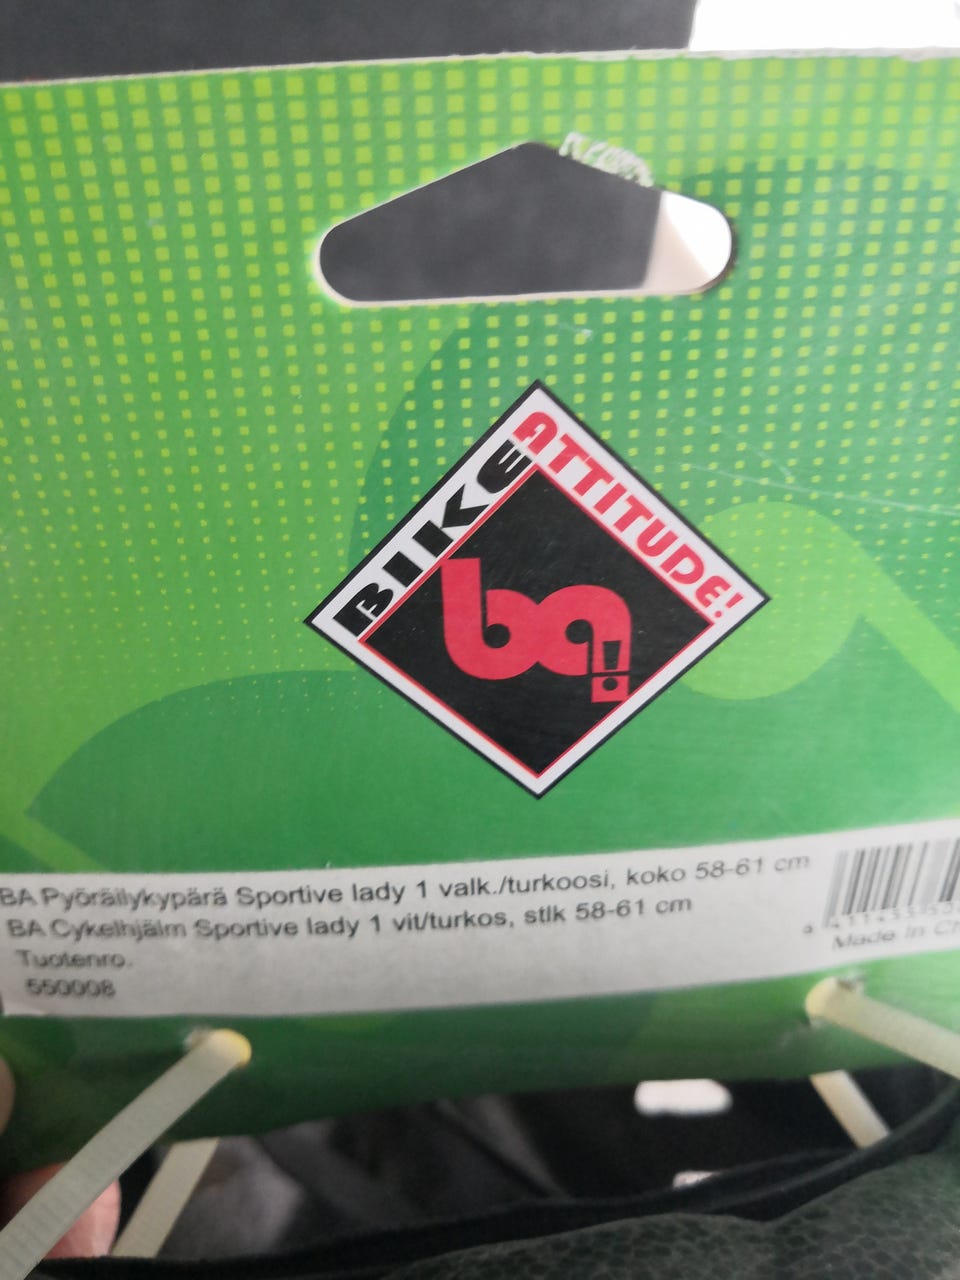 BIKE ATTITUDE!
ba!
BA Pyöräilykypärä Sportive lady 1 valk./turkoosi, koko 58-61 cm
BA Cykelhjälm Sportive lady 1 vit/turkos, stlk 58-61 cm
Tuotenro.
550008
Made in